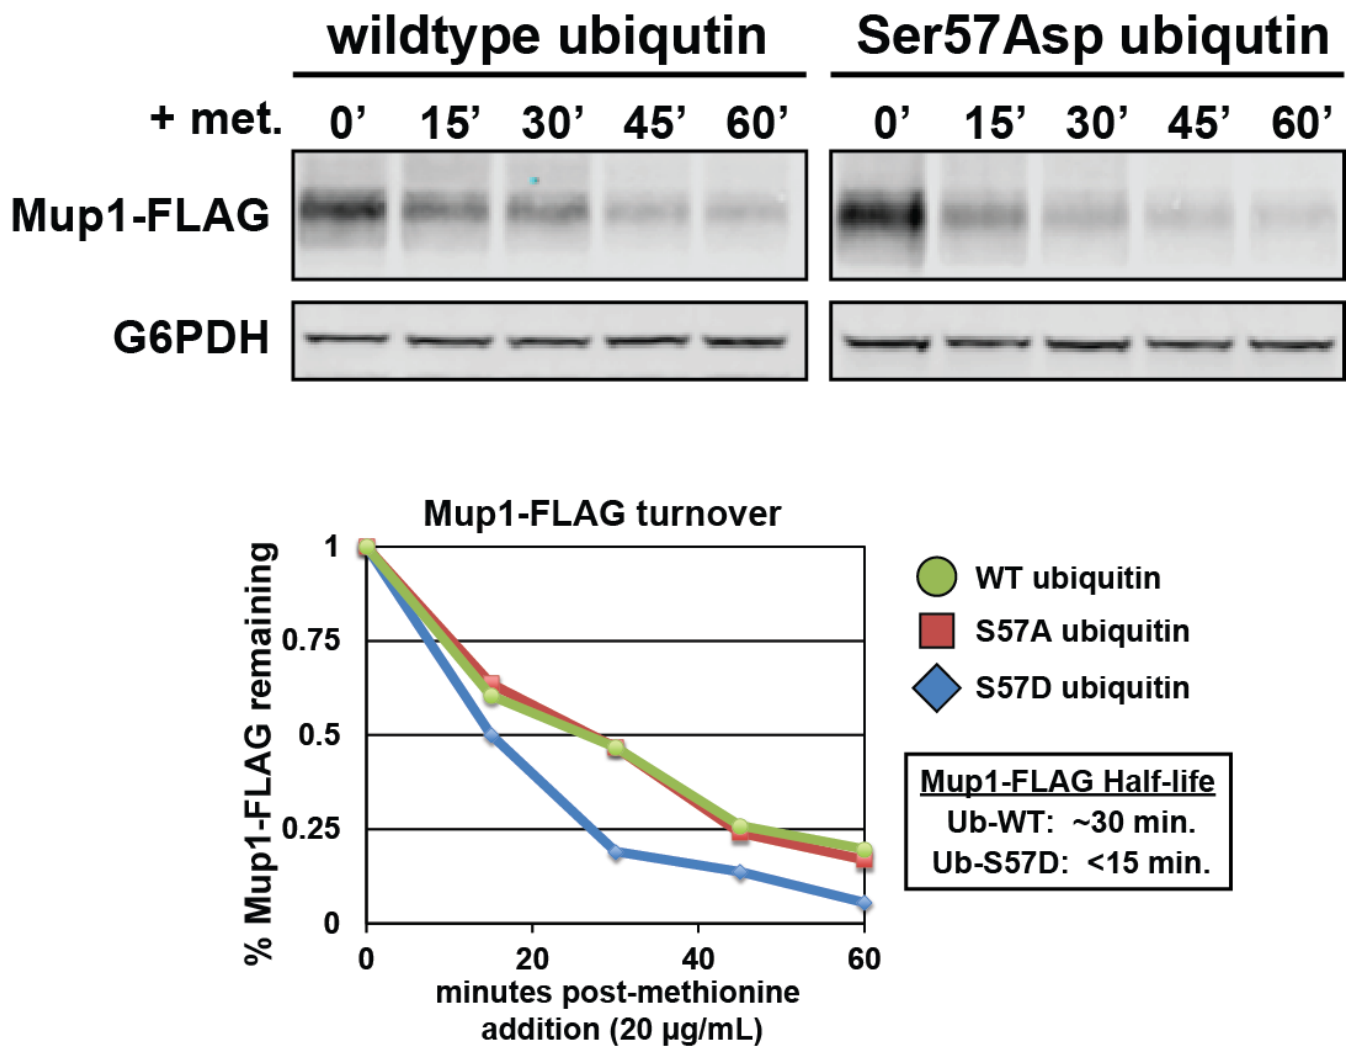 wildtype ubiqutin
Ser57Asp ubiqutin
+ met. 0’ 15’ 30’ 45’ 60’ 0’ 15’ 30’ 45’ 60’
Mup1-FLAG
G6PDH
Mup1-FLAG turnover
% Mup1-FLAG remaining
1
0.75
0.5
0.25
0
0 20 40 60
minutes post-methionine
addition (20 µg/mL)
WT ubiquitin
S57A ubiquitin
S57D ubiquitin
Mup1-FLAG Half-life
Ub-WT: ~30 min.
Ub-S57D: <15 min.